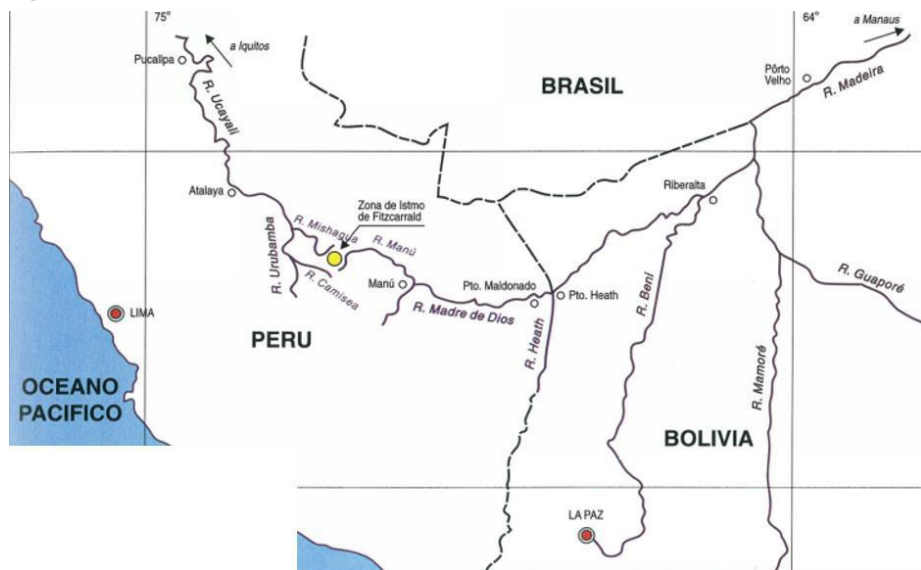 75°
64°
a Iquitos
a Manaus
Pucallpa
Pôrto
Velho
R. Madeira
BRASIL
R. Ucayali
Atalaya
Riberalta
Zona de Istmo
de Fitzcarrald
R. Mishagua
R. Manú
R. Urubamba
R. Camisea
Manú
Pto. Maldonado
Pto. Heath
R. Guaporé
R. Beni
LIMA
R. Madre de Dios
PERU
R. Heath
R. Mamoré
OCEANO
PACIFICO
BOLIVIA
LA PAZ